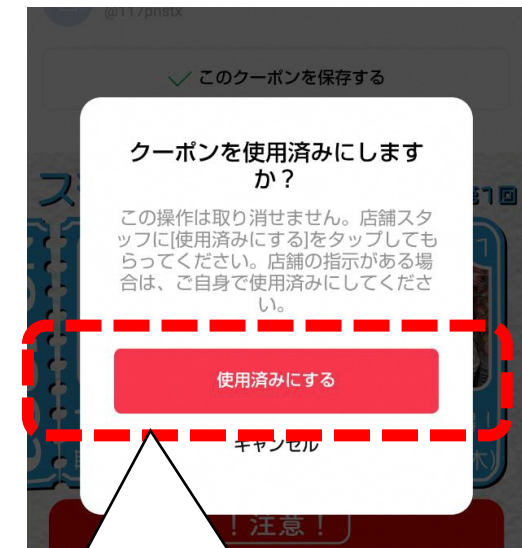 @117pnstx
このクーポンを保存する
クーポンを使用済みにします
か？
この操作は取り消せません。店舗スタ
ッフに[使用済みにする]をタップしても
らってください。店舗の指示がある場
合は、ご自身で使用済みにしてくださ
い。
使用済みにする
キャンセル
！注意！